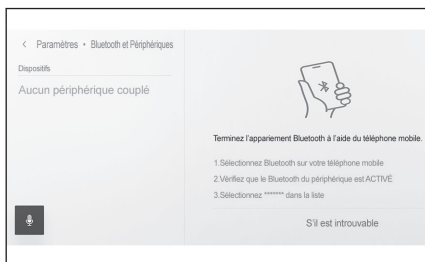 < Paramètres • Bluetooth et Périphériques
Dispositifs
Aucun périphérique couplé
Terminez l'appariement Bluetooth à l'aide du téléphone mobile.
1.Sélectionnez Bluetooth sur votre téléphone mobile
2.Vérifiez que le Bluetooth du périphérique est ACTIVÉ
3.Sélectionnez ******* dans la liste
S'il est introuvable